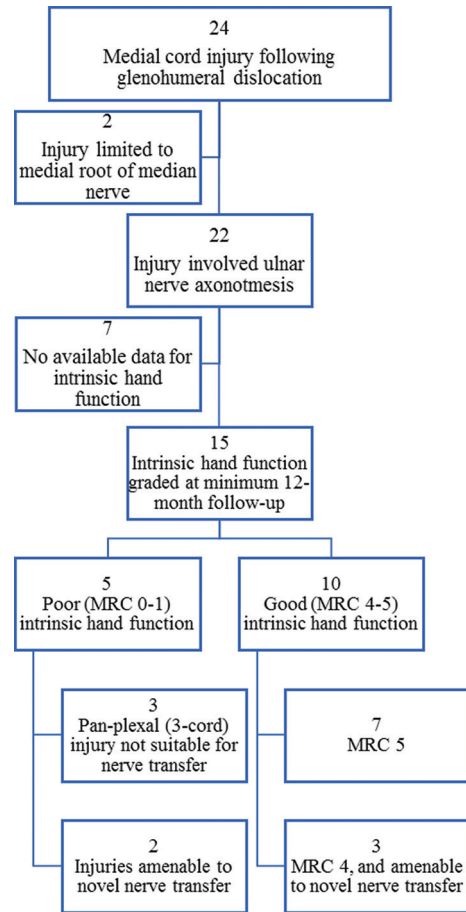 24
Medial cord injury following
glenohumeral dislocation
2
Injury limited to
medial root of median
nerve
22
Injury involved ulnar
nerve axonotmesis
7
No available data for
intrinsic hand
function
15
Intrinsic hand function
graded at minimum 12-
month follow-up
5
Poor (MRC 0-1)
intrinsic hand function
10
Good (MRC 4-5)
intrinsic hand function
3
Pan-plexal (3-cord)
injury not suitable for
nerve transfer
7
MRC 5
2
Injuries amenable to
novel nerve transfer
3
MRC 4, and amenable
to novel nerve transfer